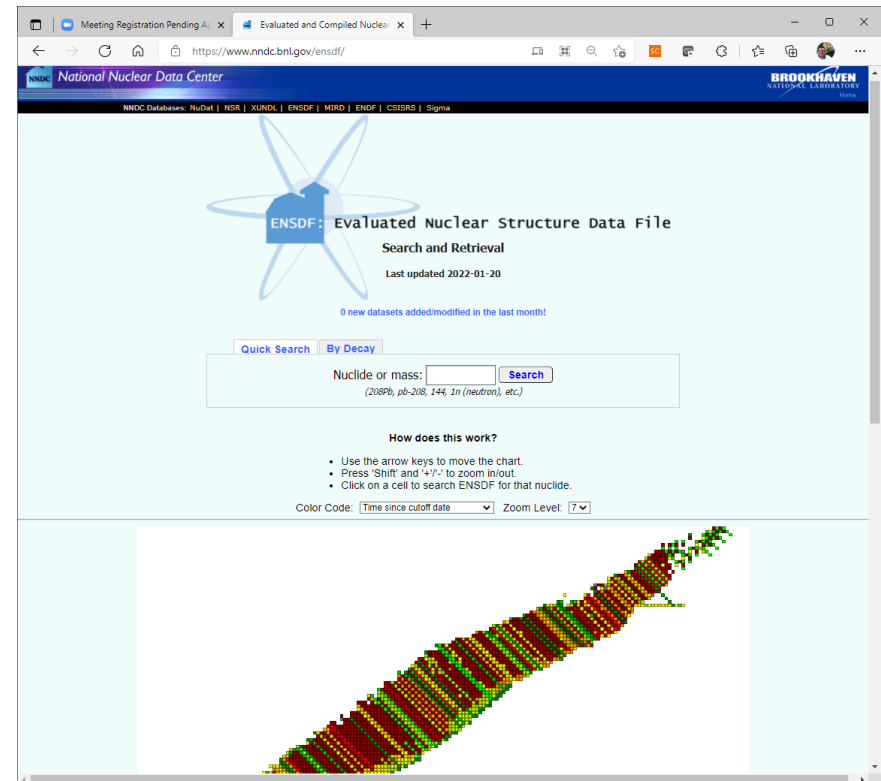 Meeting Registration Pending Ap
Evaluated and Compiled Nuclear
https://www.nndc.bnl.gov/ensdf/
SC
NNDC National Nuclear Data Center
BROOKHAVEN
NATIONAL LABORATORY
Home
NNDC Databases: NuDat | NSR | XUNDL | ENSDF | MIRD | ENDF | CSISRS | Sigma
ENSDF: Evaluated Nuclear Structure Data File
Search and Retrieval
Last updated 2022-01-20
0 new datasets added/modified in the last month!
Quick Search By Decay
Nuclide or mass: Search
(208Pb, pb-208, 144, 1n (neutron), etc.)
How does this work?
• Use the arrow keys to move the chart.
• Press 'Shift' and '+'/'-' to zoom in/out.
• Click on a cell to search ENSDF for that nuclide.
Color Code: Time since cutoff date Zoom Level: 7